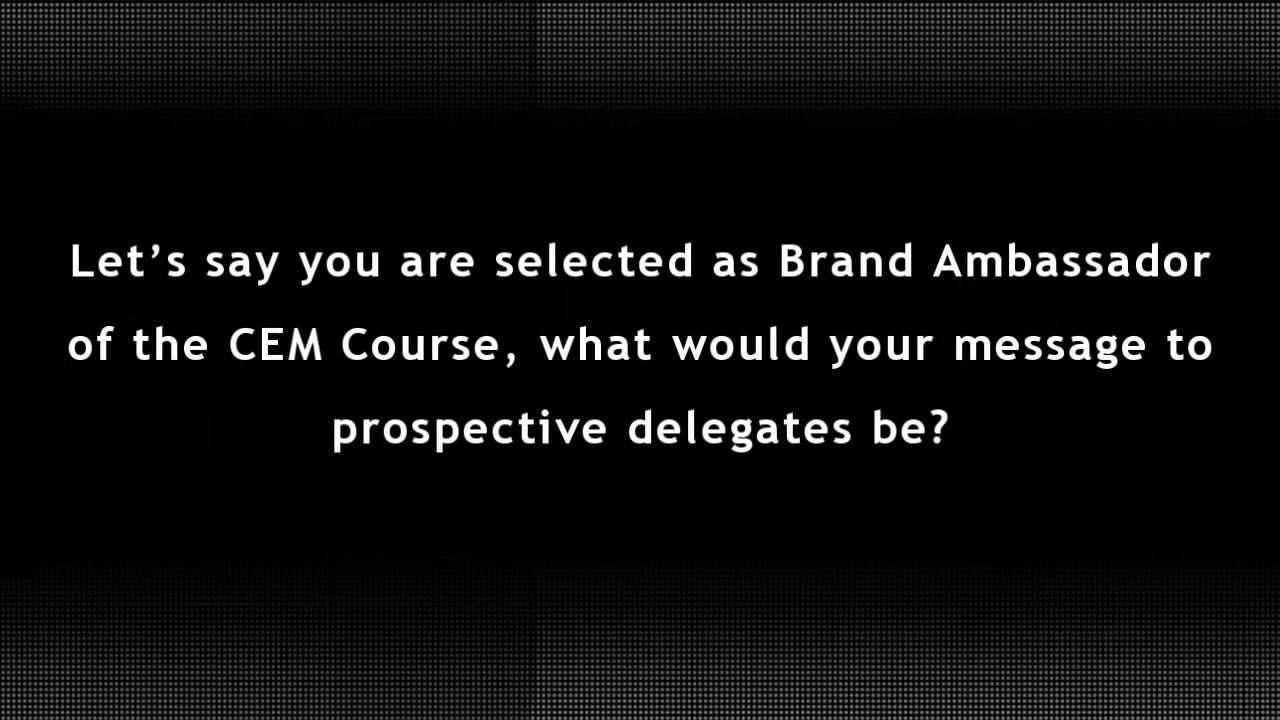 Let’s say you are selected as Brand Ambassador
of the CEM Course, what would your message to
prospective delegates be?